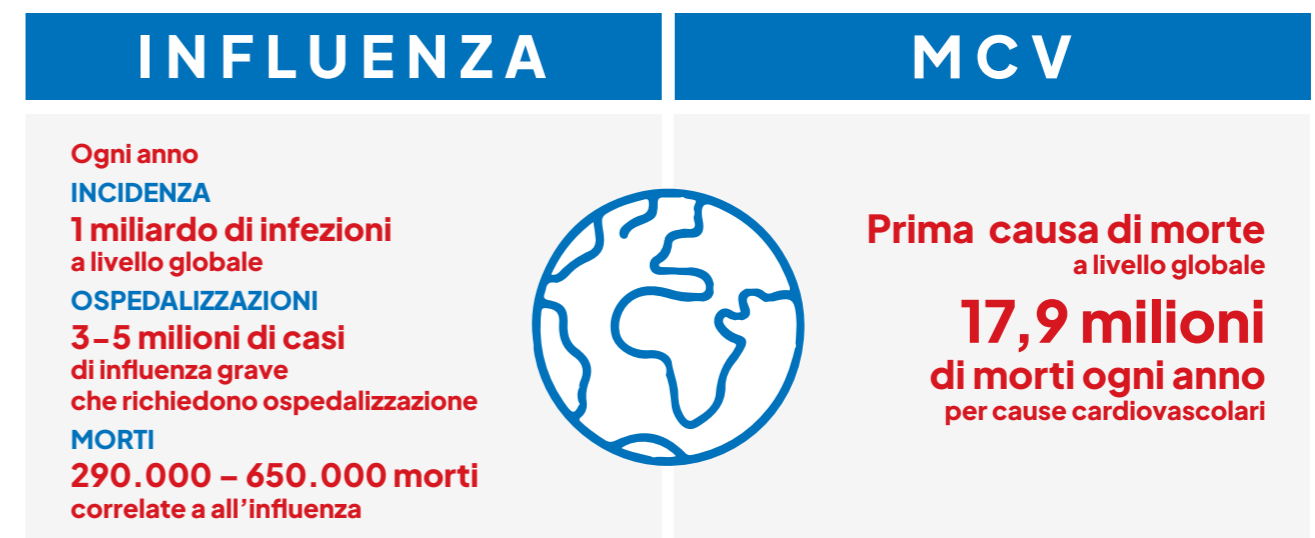 INFLUENZA
Ogni anno
INCIDENZA
1 miliardo di infezioni
a livello globale
OSPEDALIZZAZIONI
3-5 milioni di casi
di influenza grave
che richiedono ospedalizzazione
MORTI
290.000 – 650.000 morti
correlate a all’influenza
MCV
Prima causa di morte
a livello globale
17,9 milioni
di morti ogni anno
per cause cardiovascolari